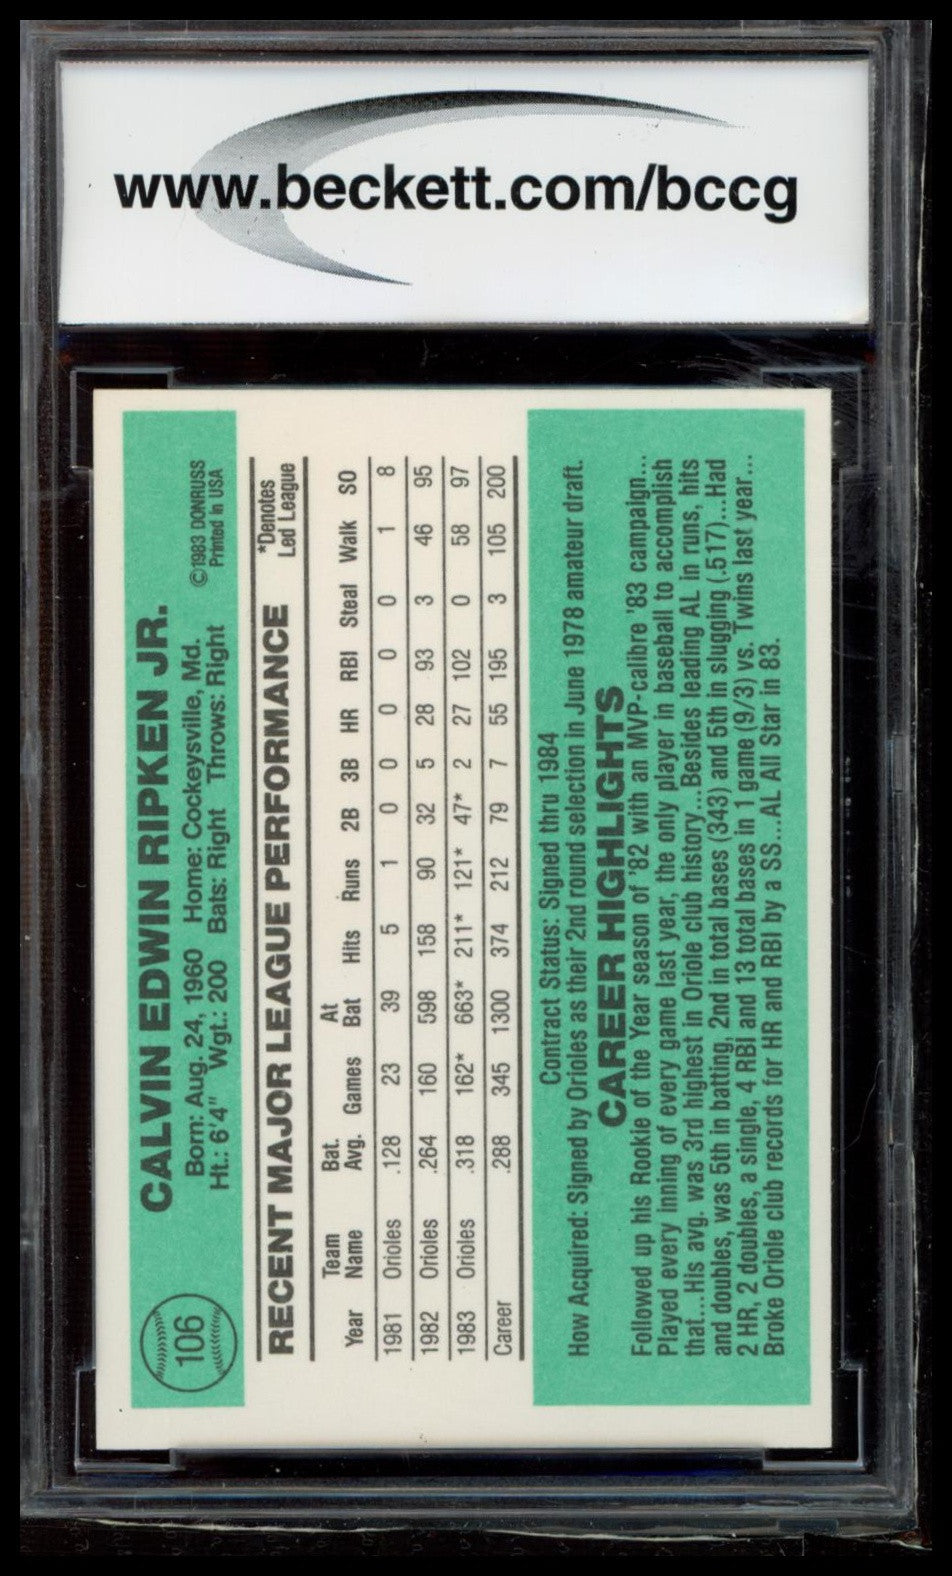 www.beckett.com/bccg
106
CALVIN EDWIN RIPKEN JR.
Born: Aug. 24, 1960 Home: Cockeysville, Md.
Ht.: 6'4" Wgt.: 200 Bats: Right Throws: Right
©1983 DONRUSS
Printed in USA
RECENT MAJOR LEAGUE PERFORMANCE
*Denotes
Led League
Year Team Name Bat. Avg. Games At Bat Hits Runs 2B 3B HR RBI Steal Walk SO
1981 Orioles .128 23 39 5 1 0 0 0 0 0 1 8
1982 Orioles .264 160 598 158 90 32 5 28 93 3 46 95
1983 Orioles .318 162* 663* 211* 121* 47* 2 27 102 0 58 97
Career .288 345 1300 374 212 79 7 55 195 3 105 200
Contract Status: Signed thru 1984
How Acquired: Signed by Orioles as their 2nd round selection in June 1978 amateur draft.
CAREER HIGHLIGHTS
Followed up his Rookie of the Year season of '82 with an MVP-calibre '83 campaign...
Played every inning of every game last year, the only player in baseball to accomplish
that...His avg. was 3rd highest in Oriole club history...Besides leading AL in runs, hits
and doubles, was 5th in batting, 2nd in total bases (343) and 5th in slugging (.517)...Had
2 HR, 2 doubles, a single, 4 RBI and 13 total bases in 1 game (9/3) vs. Twins last year...
Broke Oriole club records for HR and RBI by a SS...AL All Star in 83.